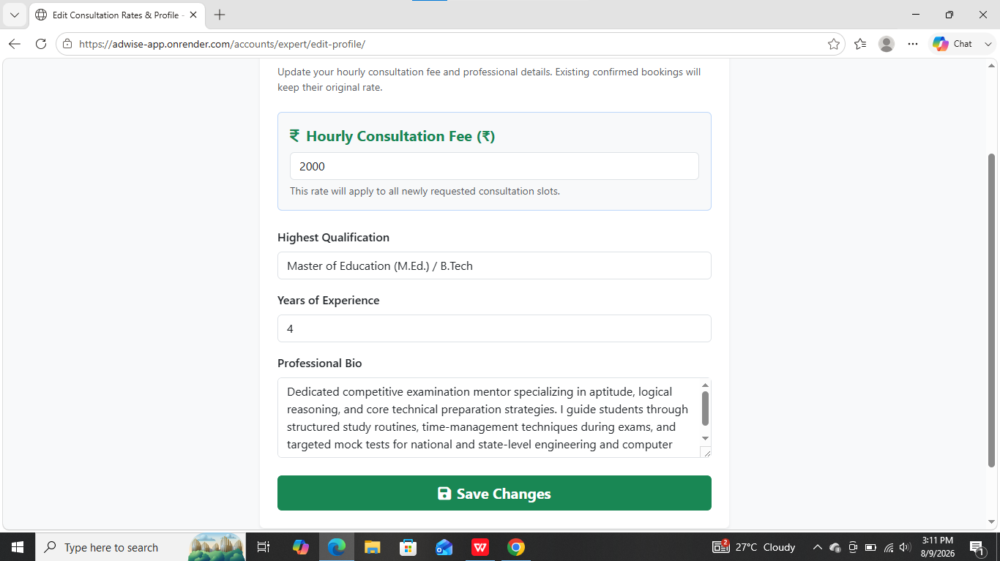 Edit Consultation Rates & Profile -
https://adwise-app.onrender.com/accounts/expert/edit-profile/
Chat
Update your hourly consultation fee and professional details. Existing confirmed bookings will
keep their original rate.
₹ Hourly Consultation Fee (₹)
2000
This rate will apply to all newly requested consultation slots.
Highest Qualification
Master of Education (M.Ed.) / B.Tech
Years of Experience
4
Professional Bio
Dedicated competitive examination mentor specializing in aptitude, logical
reasoning, and core technical preparation strategies. I guide students through
structured study routines, time-management techniques during exams, and
targeted mock tests for national and state-level engineering and computer
Save Changes
Type here to search
2
27°C Cloudy
3:11 PM
8/9/2026
1